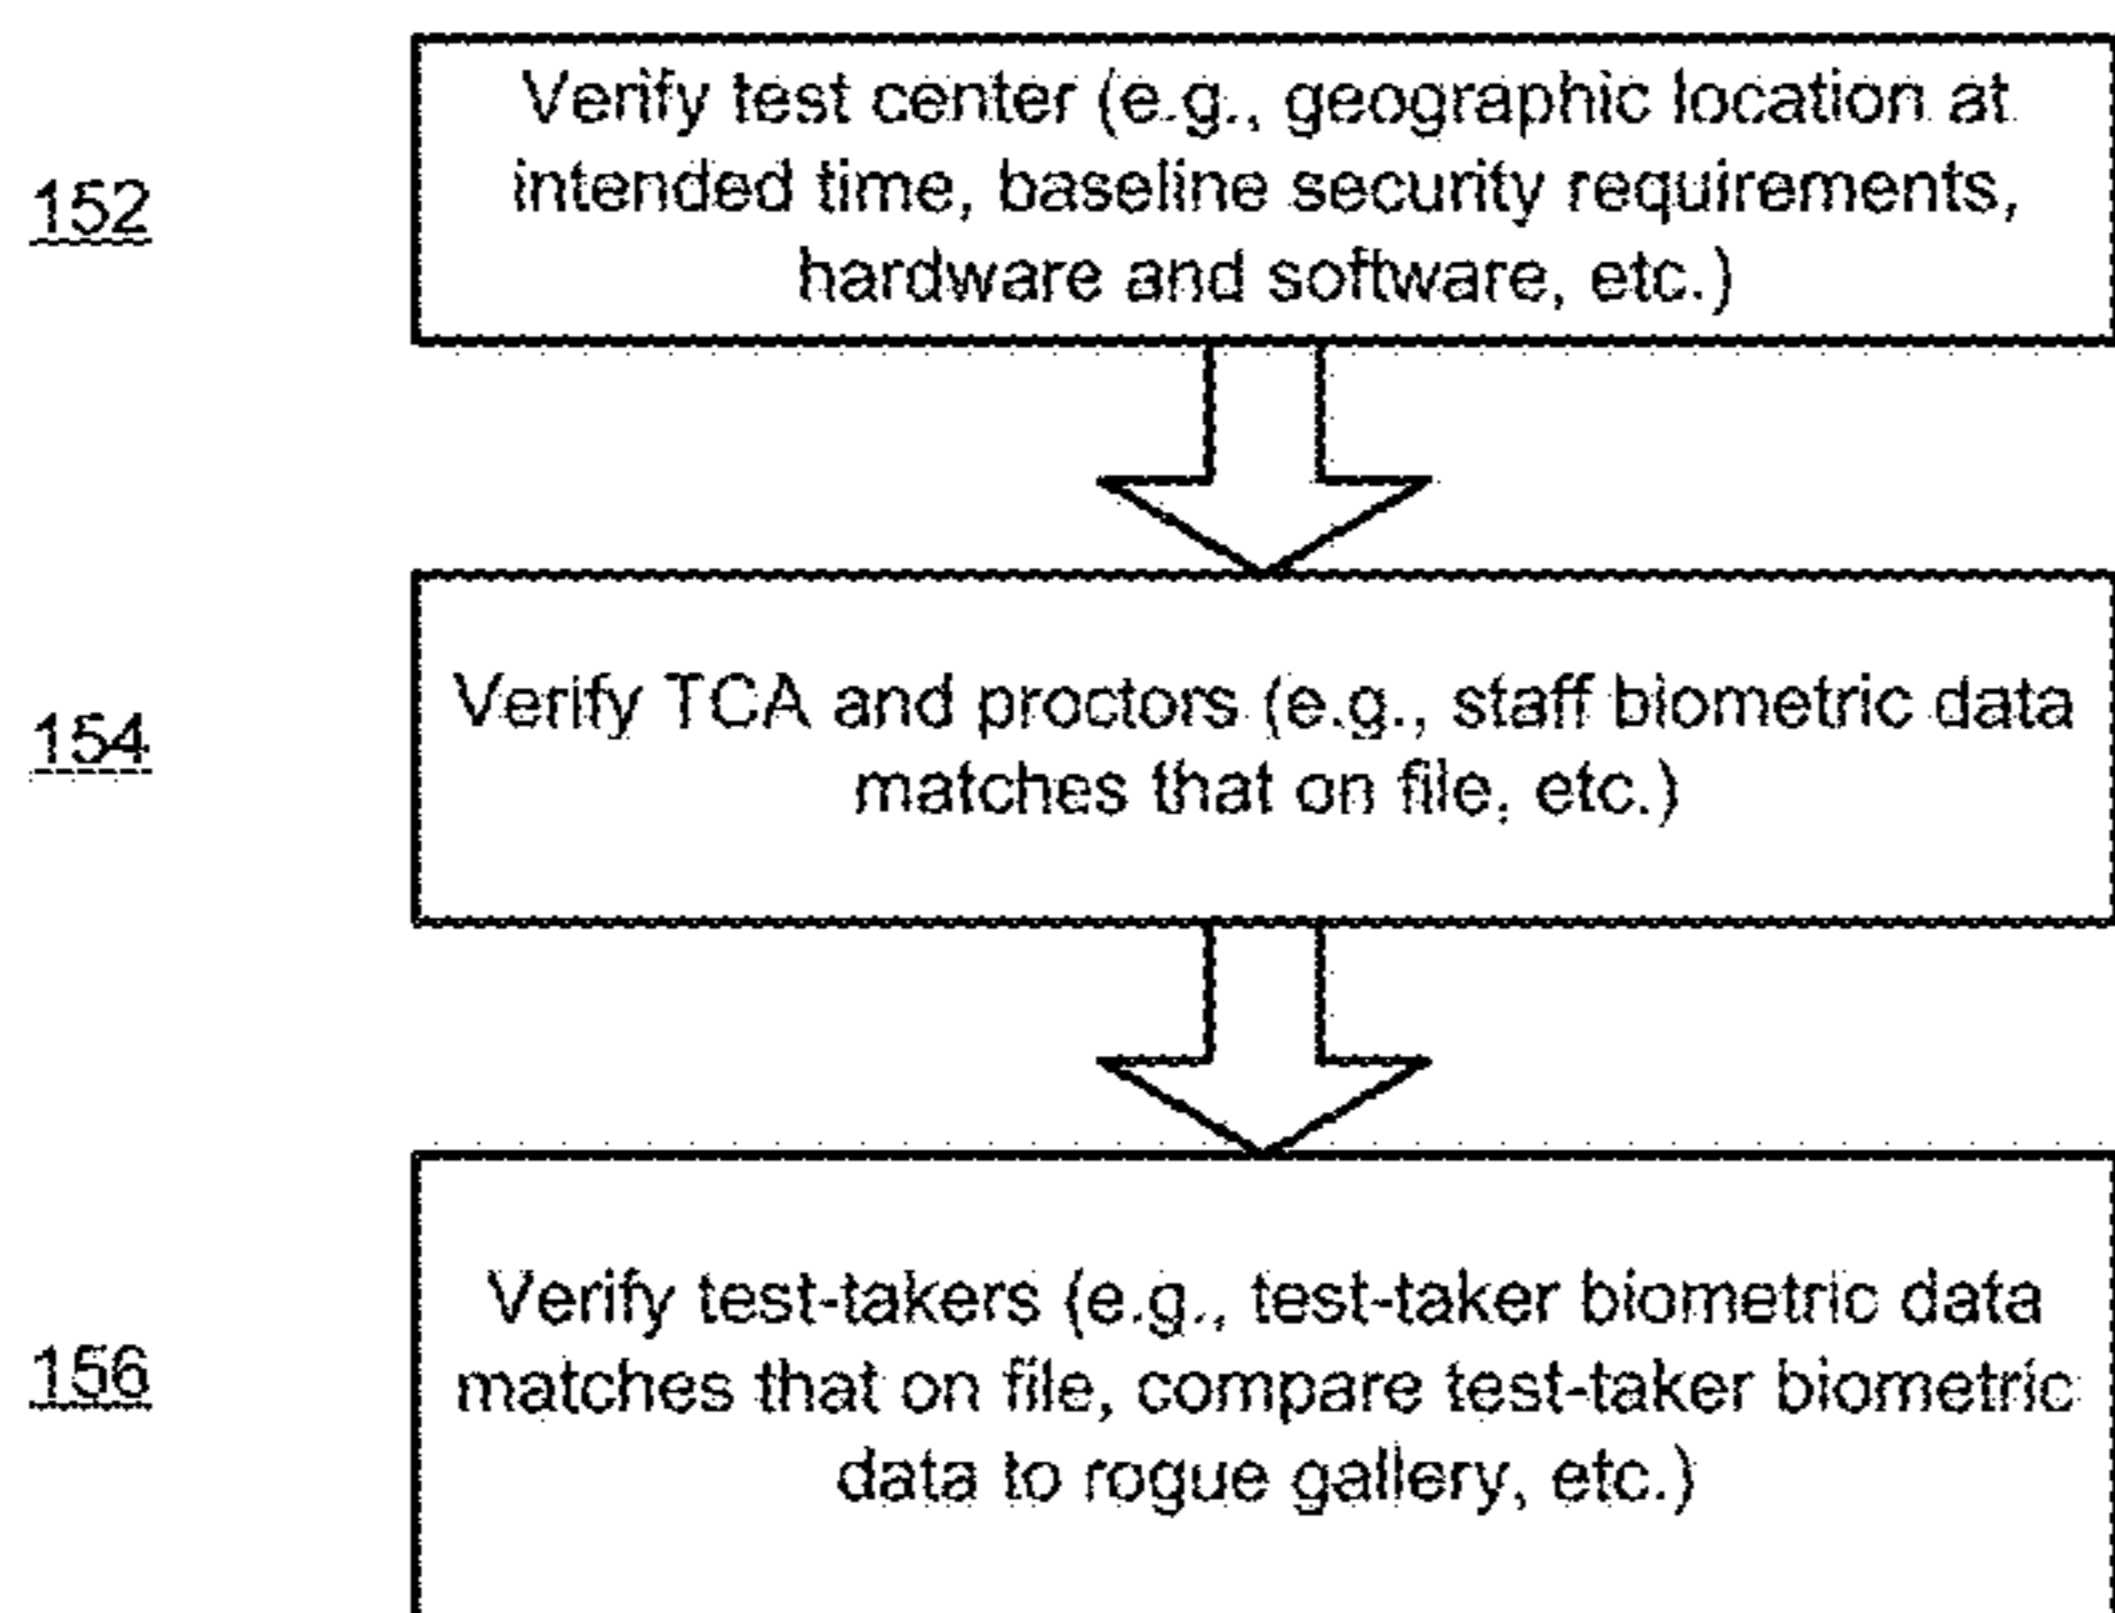 Verify test center (e.g., geographic location at
intended time, baseline security requirements,
hardware and software, etc.)
152
Verify TCA and proctors (e.g., staff biometric data
matches that on file, etc.)
154
Verify test-takers (e.g., test-taker biometric data
matches that on file, compare test-taker biometric
data to rogue gallery, etc.)
156